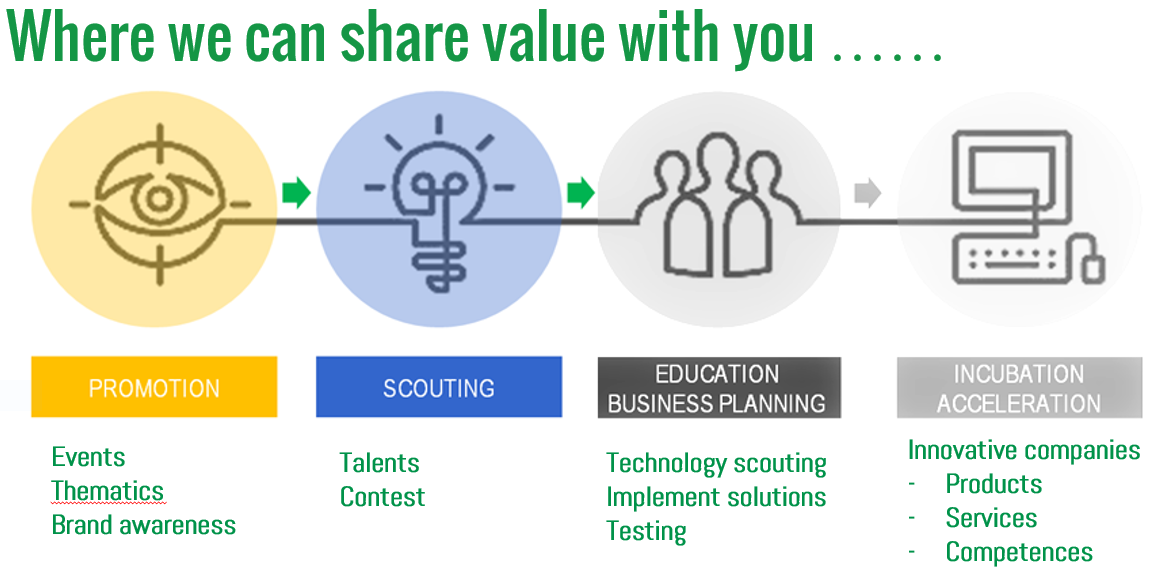 Where we can share value with you ......
PROMOTION
Events
Thematics
Brand awareness
SCOUTING
Talents
Contest
EDUCATION
BUSINESS PLANNING
Technology scouting
Implement solutions
Testing
INCUBATION
ACCELERATION
Innovative companies
- Products
- Services
- Competences